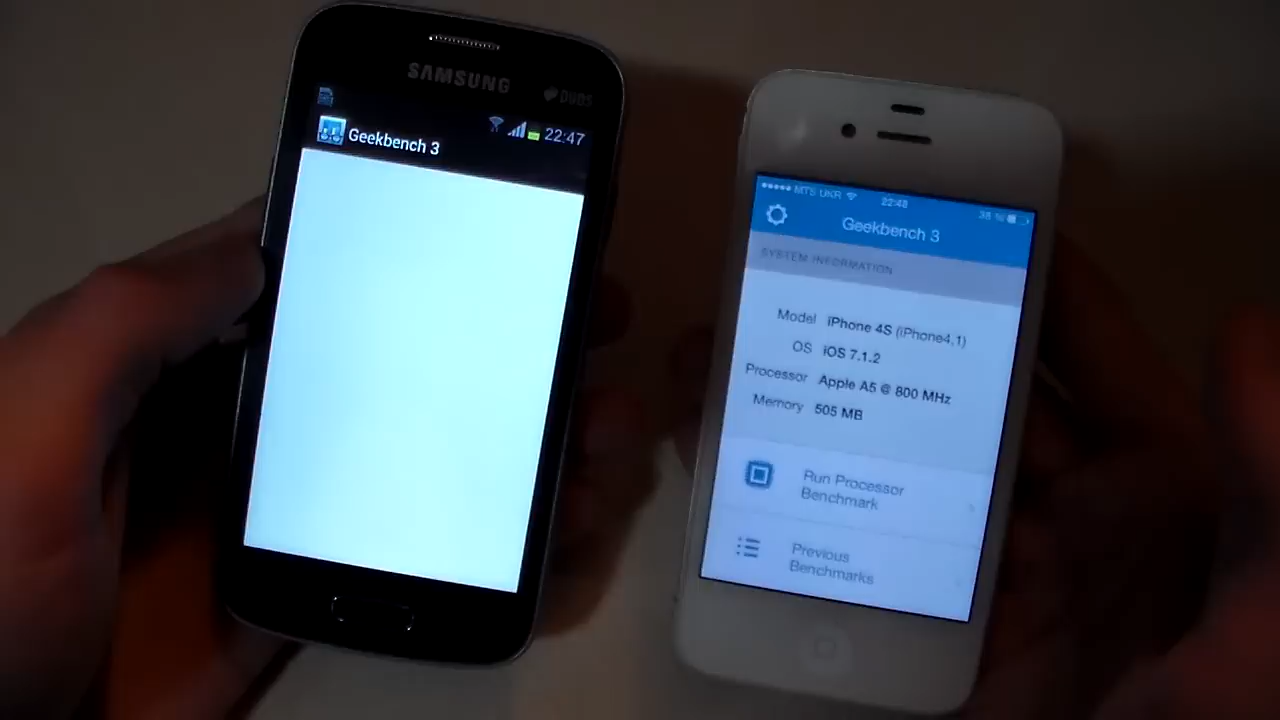 SAMSUNG
DUOS
22:47
Geekbench 3
MTS UKR
22:48
38 %
Geekbench 3
SYSTEM INFORMATION
Model iPhone 4S (iPhone4,1)
OS iOS 7.1.2
Processor Apple A5 @ 800 MHz
Memory 505 MB
Run Processor
Benchmark
Previous
Benchmarks